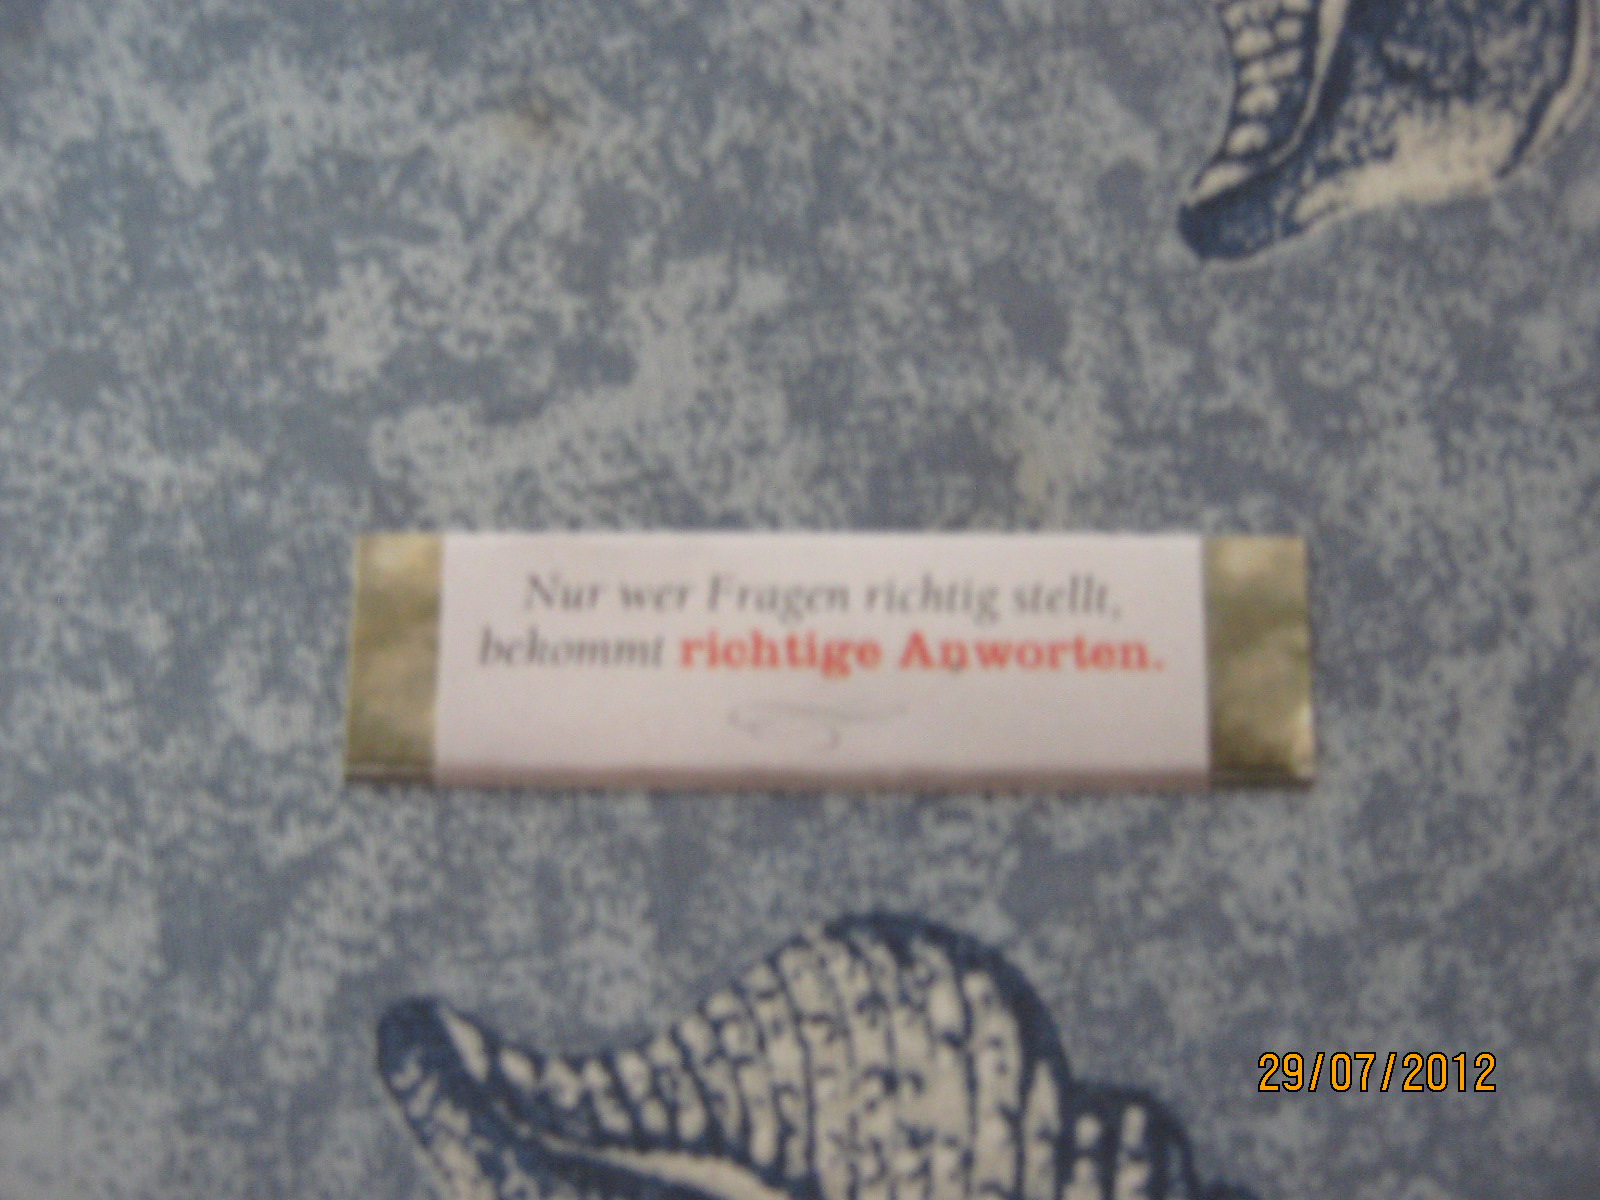 Nur wer Fragen richtig stellt,
bekommt richtige Anworten.
29/07/2012